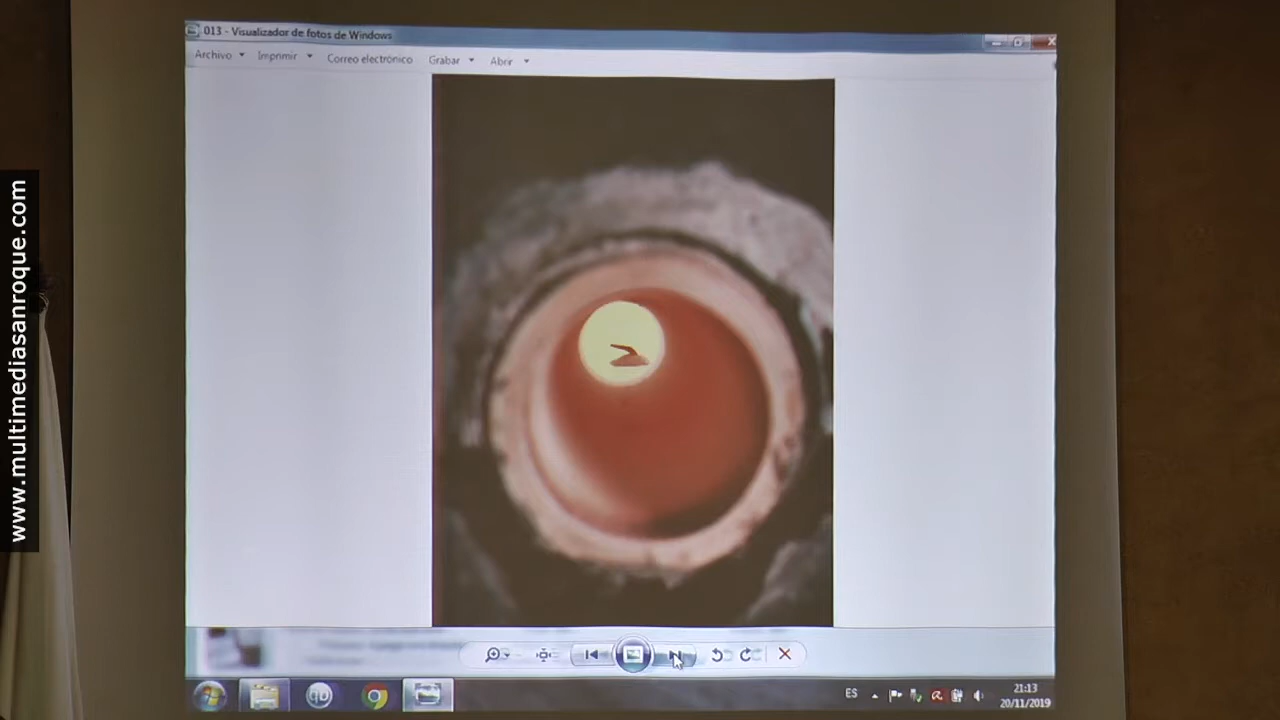 013 - Visualizador de fotos de Windows
Archivo Imprimir Correo electrónico Grabar Abrir
www.multimediasanroque.com
ES
21:13
20/11/2019